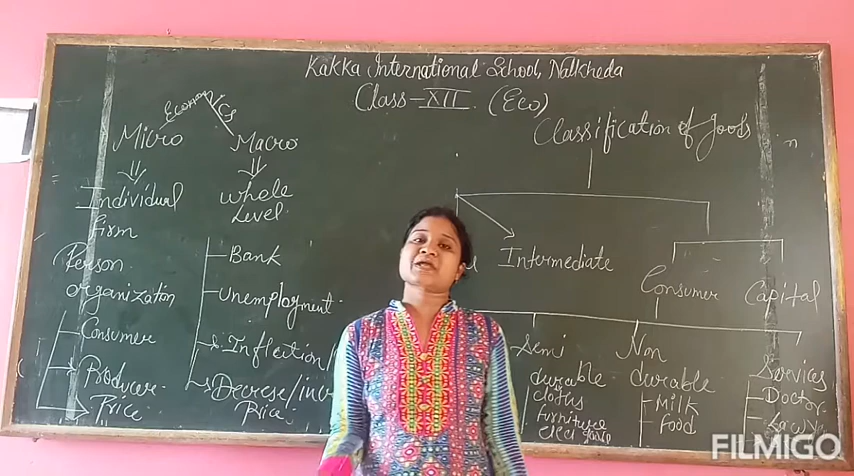 Kakka International School, Nalkheda
Class-XII (Eco)
Economics
Micro
Macro
Individual
firm
Person
organization
Consumer
Producer
Price
whole
Level
Bank
Unemployment
Inflection
Decrese/incr
Price
Classification of goods
Intermediate
Consumer
Capital
Semi
durable
cloths
furniture
Non
durable
Milk
Food
Services
Doctor
FILMIGO